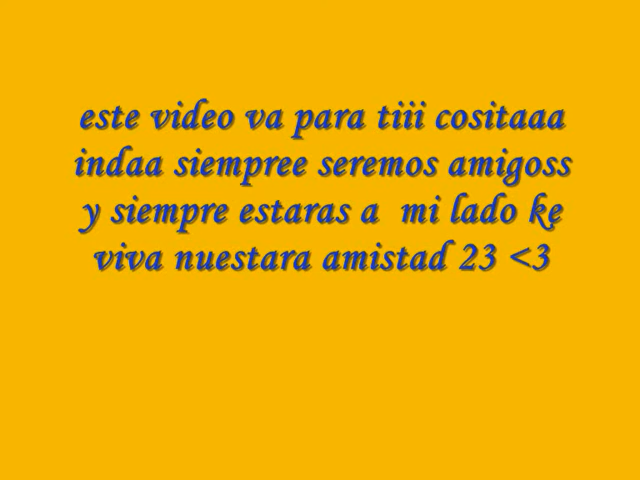 este video va para tiii cositaaa
indaa siempree seremos amigoss
y siempre estaras a mi lado ke
viva nuestara amistad 23 <3